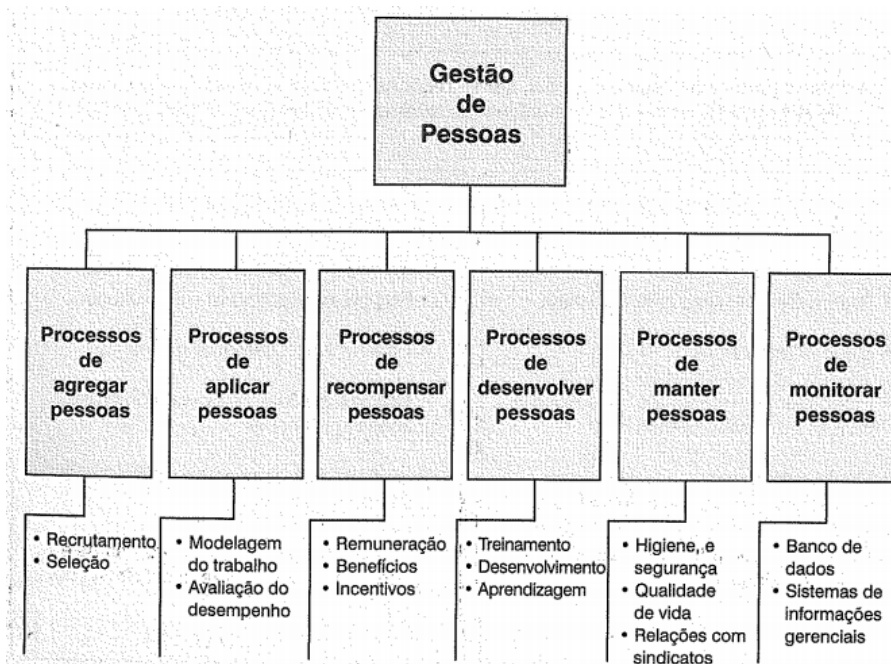 Gestão
de
Pessoas
Processos
de
agregar
pessoas
Processos
de
aplicar
pessoas
Processos
de
recompensar
pessoas
Processos
de
desenvolver
pessoas
Processos
de
manter
pessoas
Processos
de
monitorar
pessoas
• Recrutamento
• Seleção
• Modelagem
do trabalho
• Avaliação do
desempenho
• Remuneração
• Benefícios
• Incentivos
• Treinamento
• Desenvolvimento
• Aprendizagem
• Higiene, e
segurança
• Qualidade
de vida
• Relações com
sindicatos
• Banco de
dados
• Sistemas de
informações
gerenciais